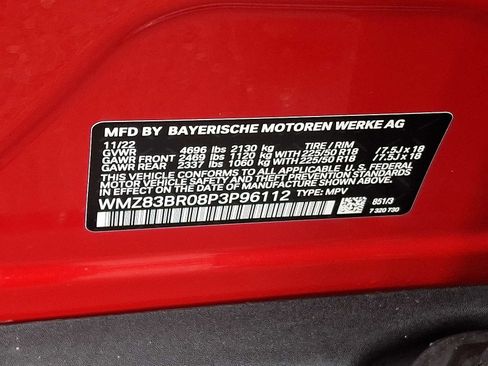 MFD BY BAYERISCHE MOTOREN WERKE AG
11/22 TIRE / RIM
GVWR 4696 lbs 2130 kg
GAWR FRONT 2469 lbs 1120 kg WITH 225/50 R18 / 7.5J x 18
GAWR REAR 2337 lbs 1060 kg WITH 225/50 R18 / 7.5J x 18
THIS VEHICLE CONFORMS TO ALL APPLICABLE U.S. FEDERAL
MOTOR VEHICLE SAFETY, BUMPER, AND THEFT PREVENTION STANDARDS
IN EFFECT ON THE DATE OF MANUFACTURE SHOWN ABOVE.
WMZ83BR08P3P96112 TYPE: MPV
851/3
7 320 730